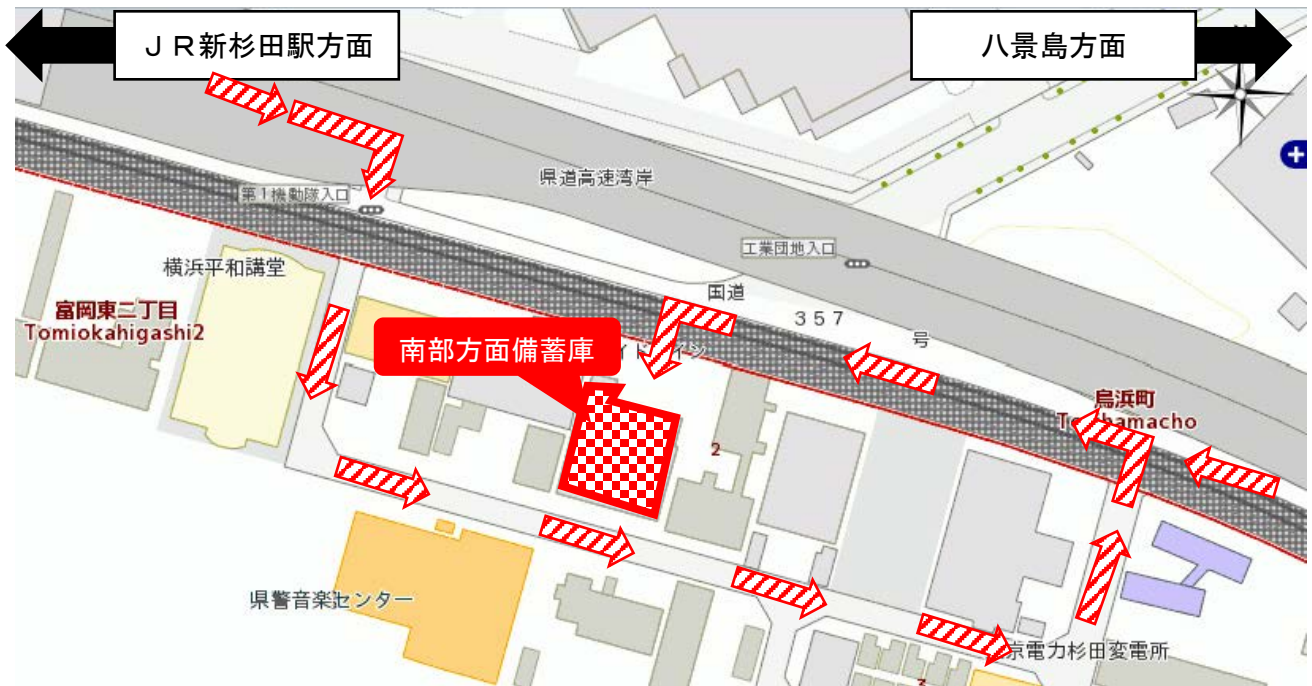 ＪＲ新杉田駅方面
八景島方面
県道高速湾岸
第1機動隊入口
工業団地入口
横浜平和講堂
国道
357
号
富岡東二丁目
Tomiokahigashi2
南部方面備蓄庫
イン
鳥浜町
hamacho
2
県警音楽センター
京電力杉田変電所